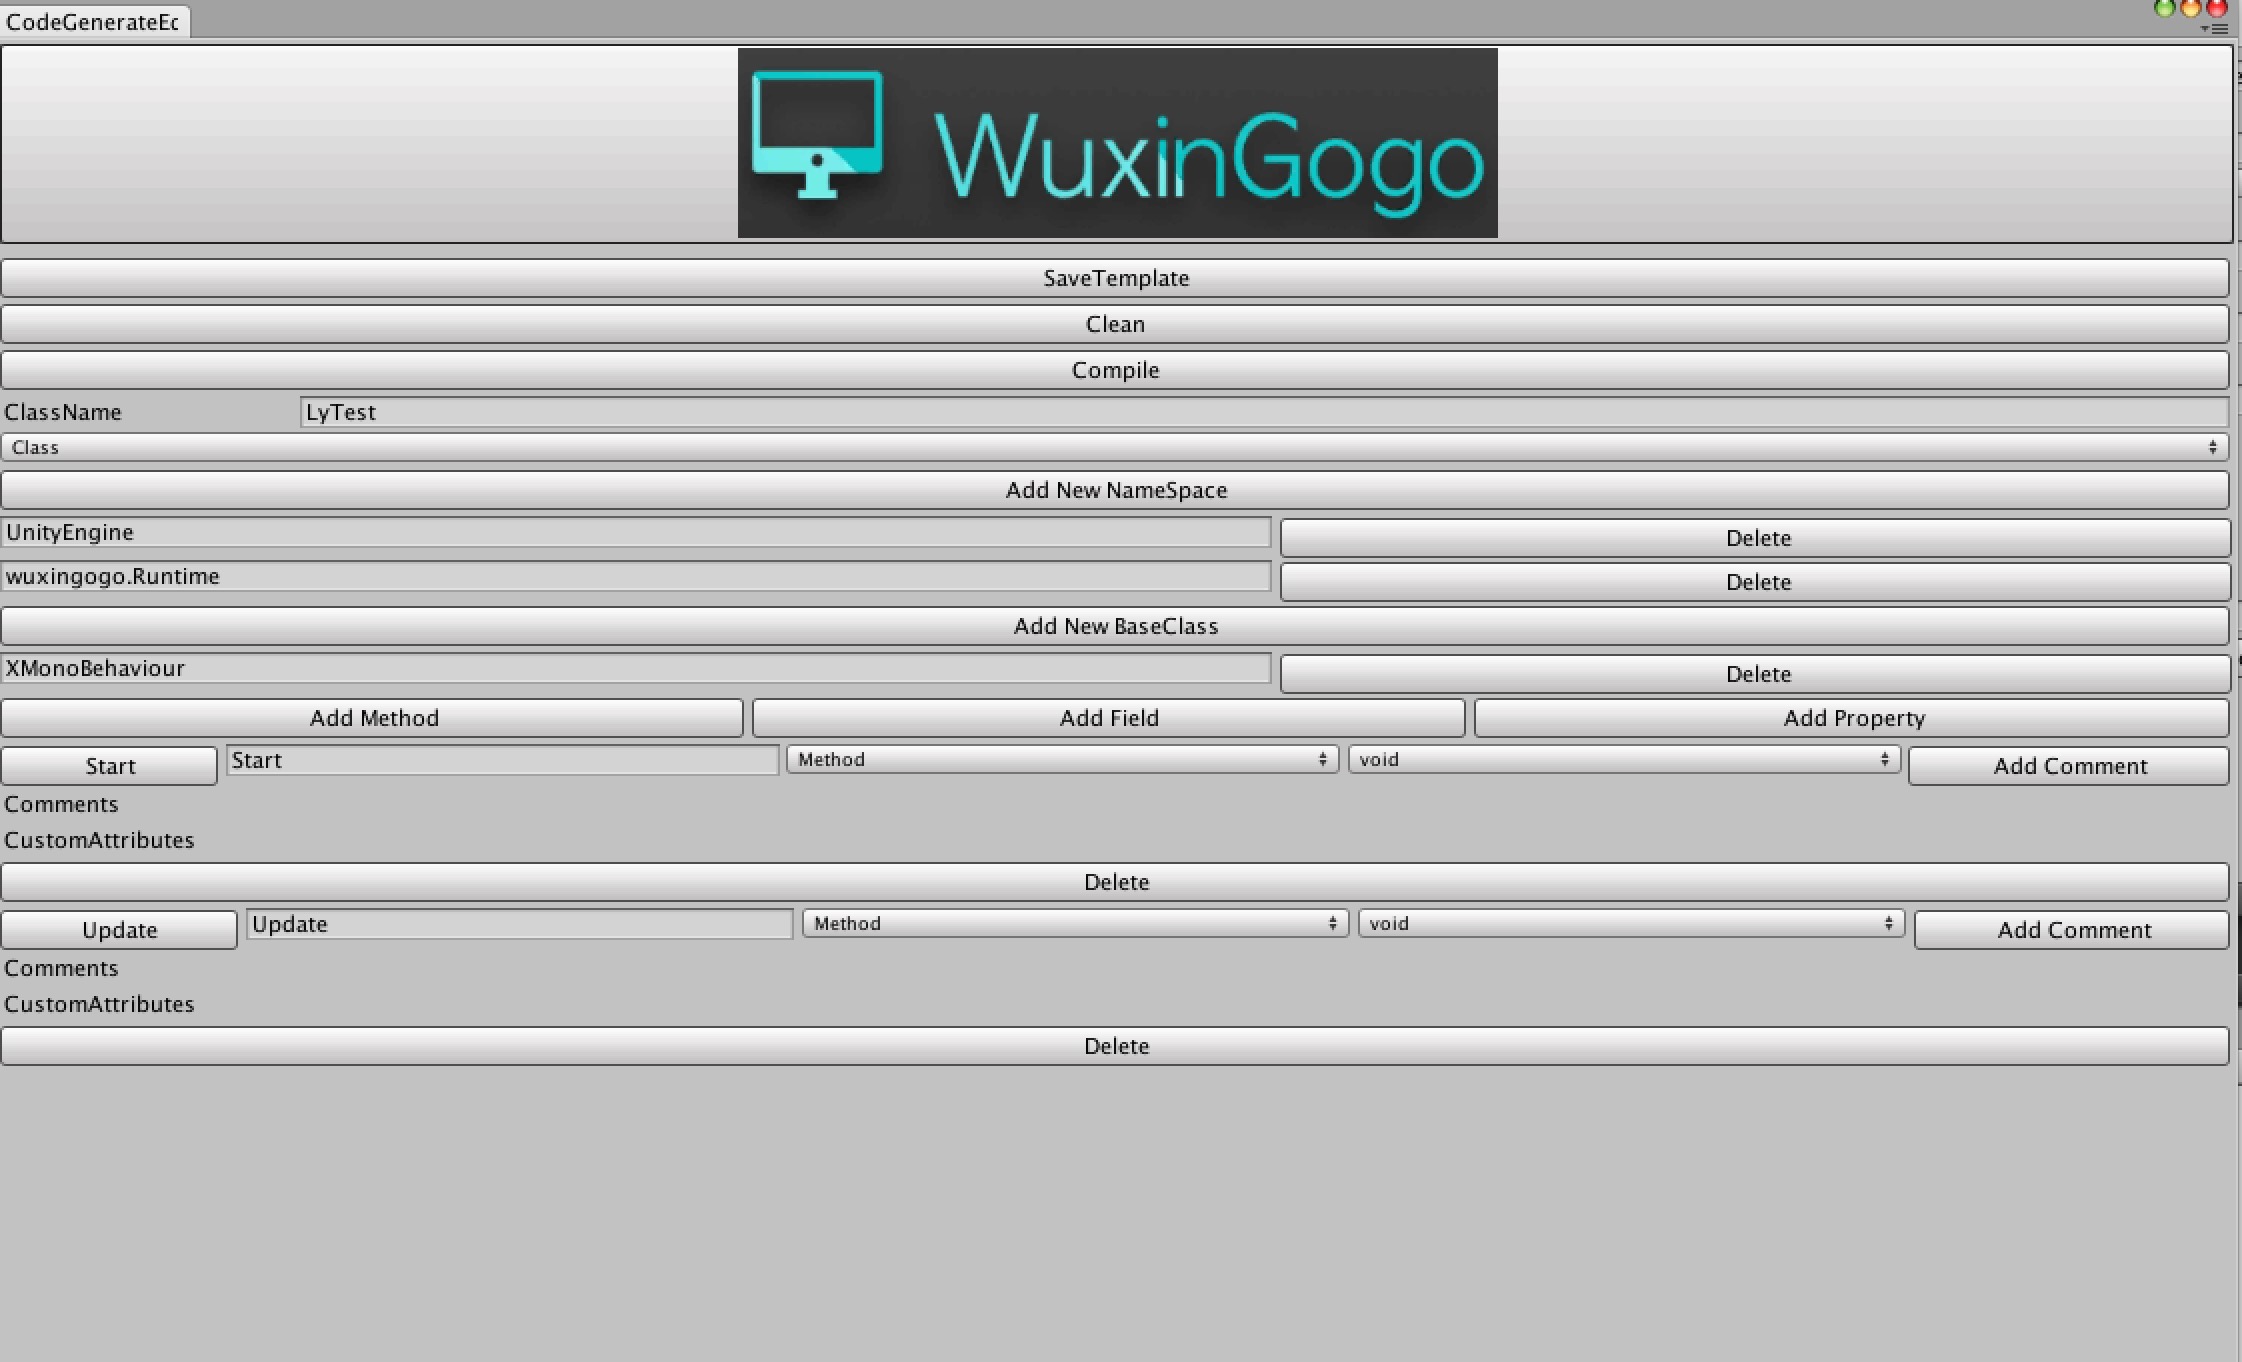 CodeGenerateEc
WuxinGogo
SaveTemplate
Clean
Compile
ClassName LyTest
Class
Add New NameSpace
UnityEngine Delete
wuxingogo.Runtime Delete
Add New BaseClass
XMonoBehaviour Delete
Add Method Add Field Add Property
Start Start Method void Add Comment
Comments
CustomAttributes
Delete
Update Update Method void Add Comment
Comments
CustomAttributes
Delete